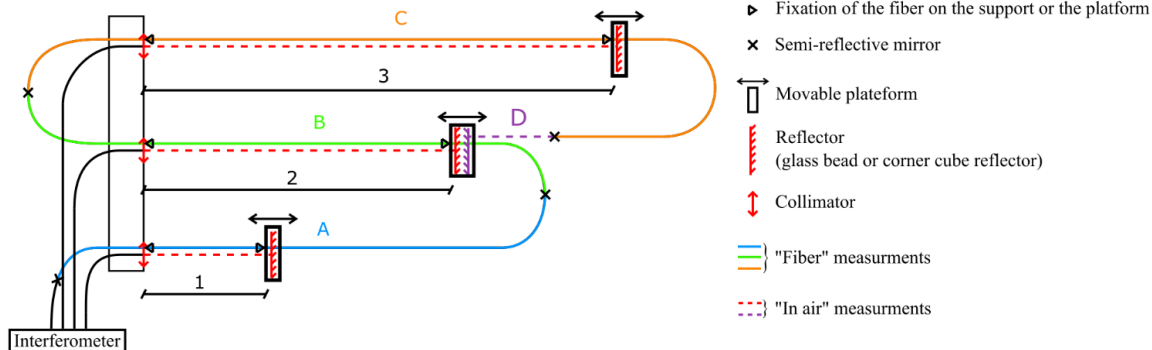 C
3
B
D
2
A
1
Interferometer
Fixation of the fiber on the support or the platform
Semi-reflective mirror
Movable plateform
Reflector
(glass bead or corner cube reflector)
Collimator
"Fiber" measurments
"In air" measurments